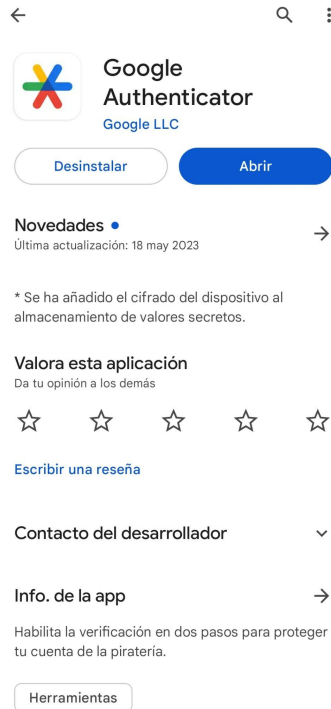 Google
Authenticator
Google LLC
Desinstalar
Abrir
Novedades
Última actualización: 18 may 2023
* Se ha añadido el cifrado del dispositivo al
almacenamiento de valores secretos.
Valora esta aplicación
Da tu opinión a los demás
Escribir una reseña
Contacto del desarrollador
Info. de la app
Habilita la verificación en dos pasos para proteger
tu cuenta de la piratería.
Herramientas